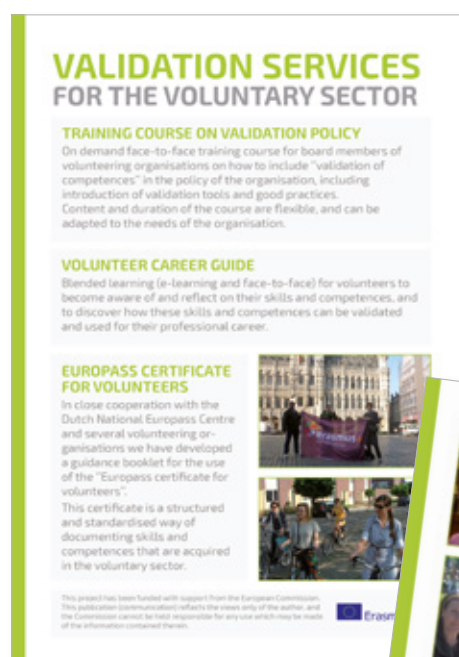 VALIDATION SERVICES
FOR THE VOLUNTARY SECTOR
TRAINING COURSE ON VALIDATION POLICY
On demand face-to-face training course for board members of
volunteering organisations on how to include "validation of
competences" in the policy of the organisation, including
introduction of validation tools and good practices.
Content and duration of the course are flexible, and can be
adapted to the needs of the organisation.
VOLUNTEER CAREER GUIDE
Blended learning (e-learning and face-to-face) for volunteers to
become aware of and reflect on their skills and competences, and
to discover how these skills and competences can be validated
and used for their professional career.
EUROPASS CERTIFICATE
FOR VOLUNTEERS
In close cooperation with the
Dutch National Europass Centre
and several volunteering or-
ganisations we have developed
a guidance booklet for the use
of the "Europass certificate for
volunteers".
This certificate is a structured
and standardised way of
documenting skills and
competences that are acquired
in the voluntary sector.
Erasmus
This project has been funded with support from the European Commission.
This publication (communication) reflects the views only of the author, and
the Commission cannot be held responsible for any use which may be made
of the information contained therein.
Erasm